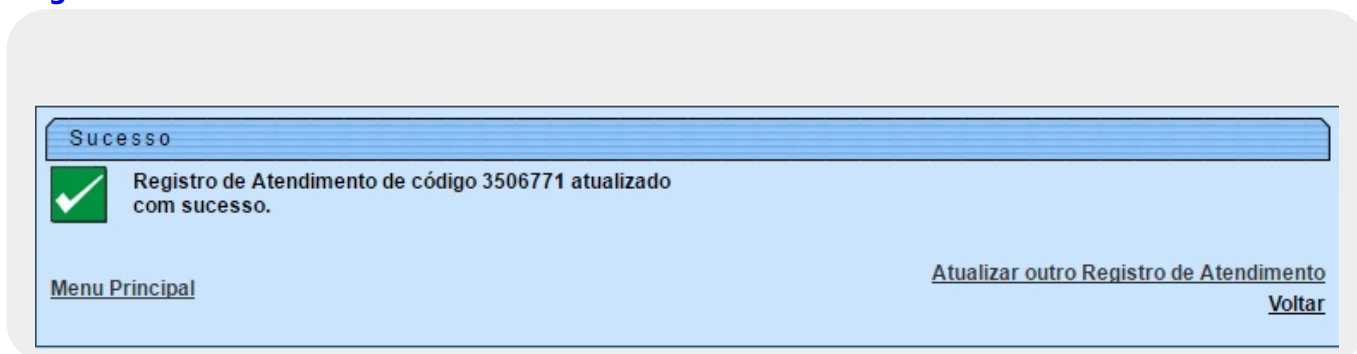 Sucesso
Registro de Atendimento de código 3506771 atualizado
com sucesso.
Menu Principal
Atualizar outro Registro de Atendimento
Voltar